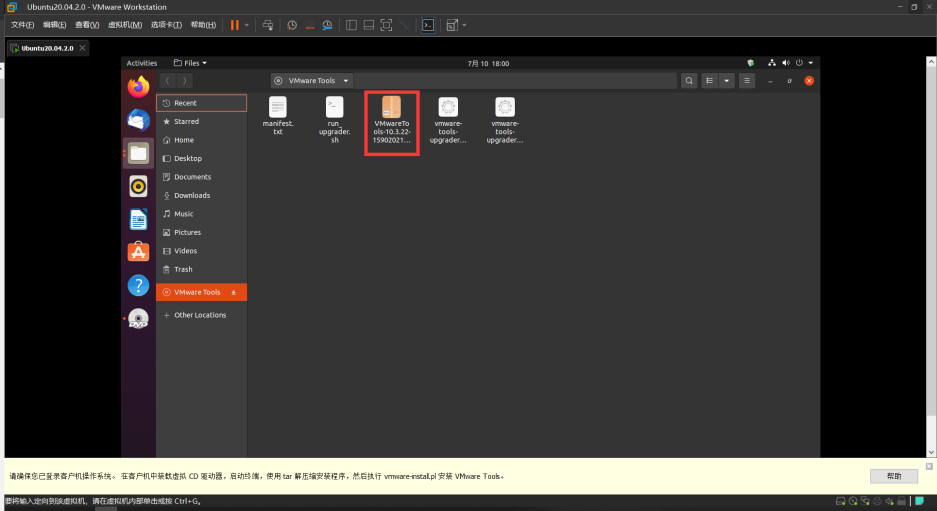 Ubuntu20.04.2.0 - VMware Workstation
文件(F) 编辑(E) 查看(V) 虚拟机(M) 选项卡(T) 帮助(H)
Ubuntu20.04.2.0
Activities Files 7月 10 18:00
VMware Tools
Recent
Starred
Home
Desktop
Documents
Downloads
Music
Pictures
Videos
Trash
VMware Tools
Other Locations
manifest.
txt
run_
upgrader.
sh
VMwareTo
ols-10.3.22-
15902021...
vmware-
tools-
upgrader...
vmware-
tools-
upgrader...
请确保您已登录客户机操作系统。在客户机中装载虚拟 CD 驱动器，启动终端，使用 tar 解压缩安装程序，然后执行 vmware-install.pl 安装 VMware Tools。
帮助
要将输入定向到该虚拟机，请在虚拟机内部单击或按 Ctrl+G。